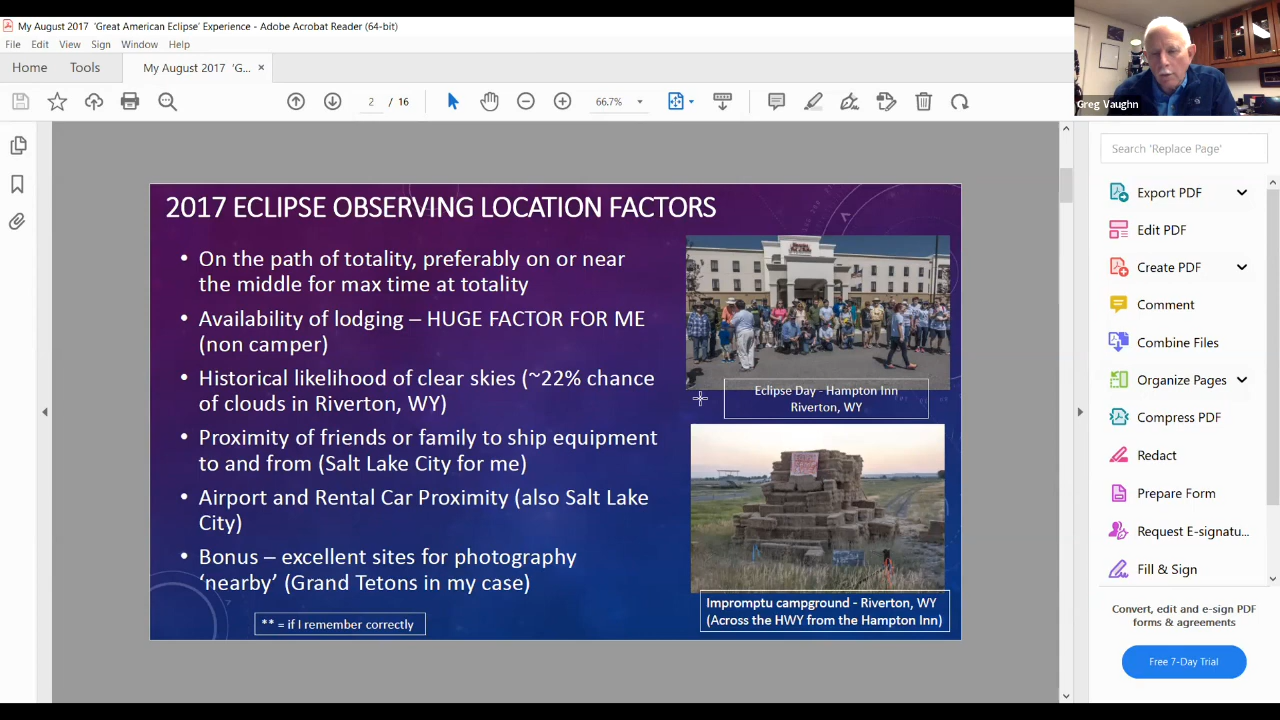 My August 2017 'Great American Eclipse' Experience - Adobe Acrobat Reader (64-bit)
File Edit View Sign Window Help
Home Tools My August 2017 'G... ×
2 / 16 66.7%
Greg Vaughn
2017 ECLIPSE OBSERVING LOCATION FACTORS
• On the path of totality, preferably on or near
the middle for max time at totality
• Availability of lodging – HUGE FACTOR FOR ME
(non camper)
• Historical likelihood of clear skies (~22% chance
of clouds in Riverton, WY)
• Proximity of friends or family to ship equipment
to and from (Salt Lake City for me)
• Airport and Rental Car Proximity (also Salt Lake
City)
• Bonus – excellent sites for photography
‘nearby’ (Grand Tetons in my case)
** = if I remember correctly
Eclipse Day - Hampton Inn
Riverton, WY
Impromptu campground - Riverton, WY
(Across the HWY from the Hampton Inn)
Search 'Replace Page'
Export PDF
Edit PDF
Create PDF
Comment
Combine Files
Organize Pages
Compress PDF
Redact
Prepare Form
Request E-signatu...
Fill & Sign
Convert, edit and e-sign PDF
forms & agreements
Free 7-Day Trial